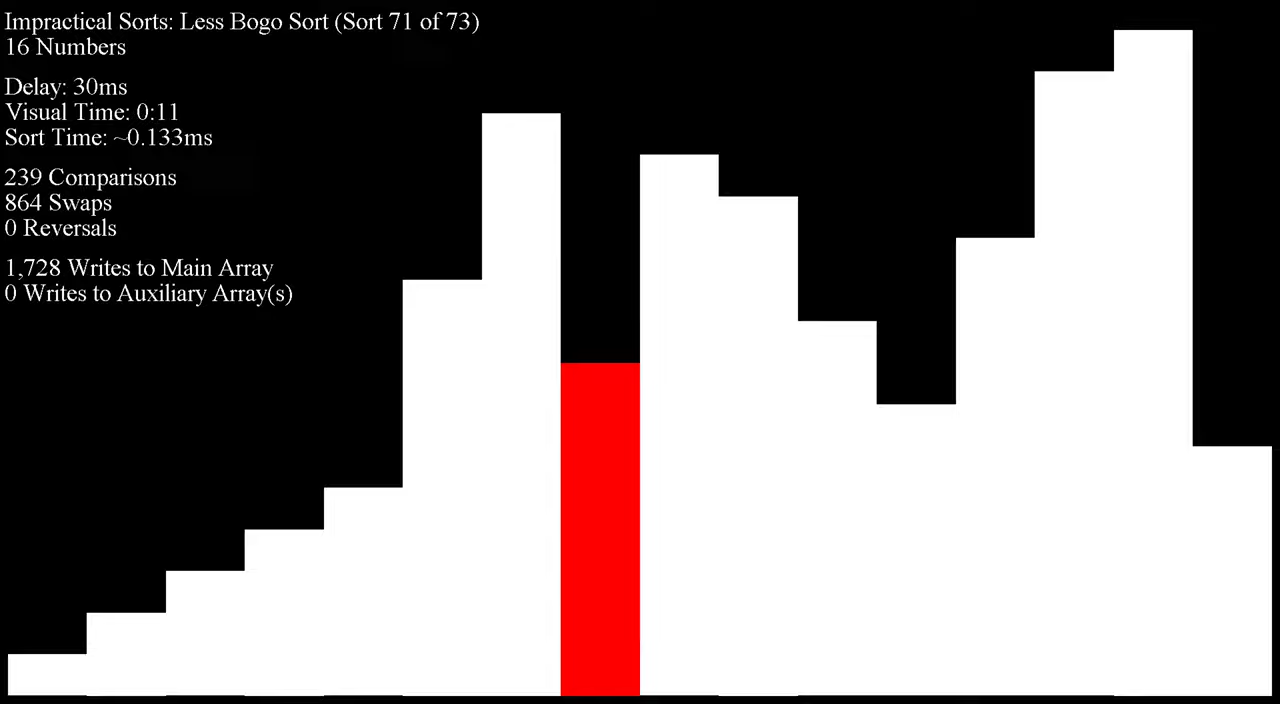 Impractical Sorts: Less Bogo Sort (Sort 71 of 73)
16 Numbers
Delay: 30ms
Visual Time: 0:11
Sort Time: ~0.133ms
239 Comparisons
864 Swaps
0 Reversals
1,728 Writes to Main Array
0 Writes to Auxiliary Array(s)